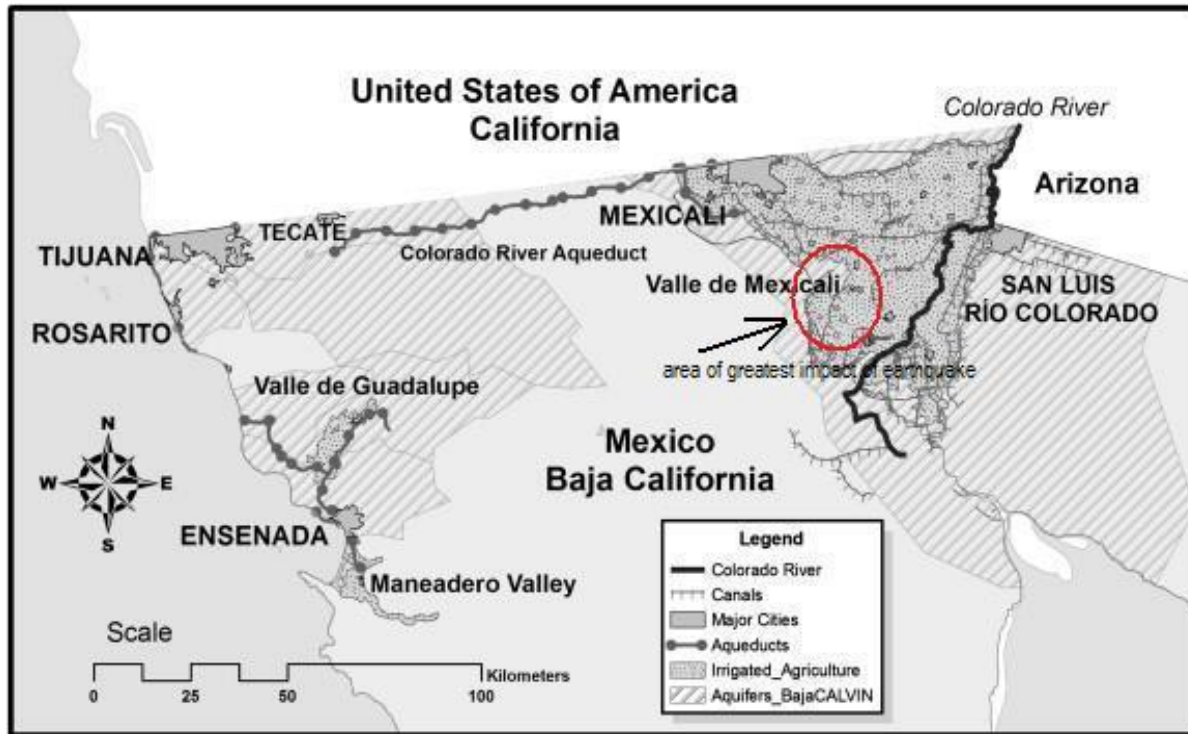 United States of America
California
Colorado River
Arizona
TECATE
MEXICALI
TIJUANA
Colorado River Aqueduct
Valle de Mexicali
SAN LUIS
RÍO COLORADO
ROSARITO
area of greatest impact of earthquake
Valle de Guadalupe
N
W E
S
Mexico
Baja California
ENSENADA
Maneadero Valley
Scale
Kilometers
0 25 50 100
Legend
Colorado River
Canals
Major Cities
Aqueducts
Irrigated_Agriculture
Aquifers_BajaCALVIN